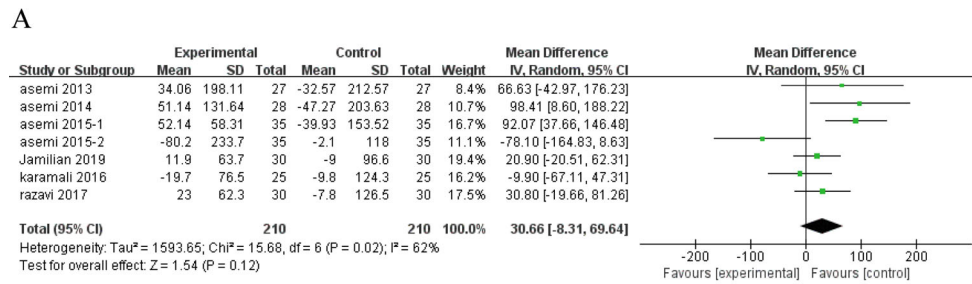 A
Experimental Control Mean Difference Mean Difference
Study or Subgroup Mean SD Total Mean SD Total Weight IV, Random, 95% CI IV, Random, 95% CI
asemi 2013 34.06 198.11 27 -32.57 212.57 27 8.4% 66.63 [-42.97, 176.23]
asemi 2014 51.14 131.64 28 -47.27 203.63 28 10.7% 98.41 [8.60, 188.22]
asemi 2015-1 52.14 58.31 35 -39.93 153.52 35 16.7% 92.07 [37.66, 146.48]
asemi 2015-2 -80.2 233.7 35 -2.1 118 35 11.1% -78.10 [-164.83, 8.63]
Jamilian 2019 11.9 63.7 30 -9 96.6 30 19.4% 20.90 [-20.51, 62.31]
karamali 2016 -19.7 76.5 25 -9.8 124.3 25 16.2% -9.90 [-67.11, 47.31]
razavi 2017 23 62.3 30 -7.8 126.5 30 17.5% 30.80 [-19.66, 81.26]
Total (95% CI) 210 210 100.0% 30.66 [-8.31, 69.64]
Heterogeneity: Tau² = 1593.65; Chi² = 15.68, df = 6 (P = 0.02); I² = 62%
Test for overall effect: Z = 1.54 (P = 0.12)
-200 -100 0 100 200
Favours [experimental] Favours [control]